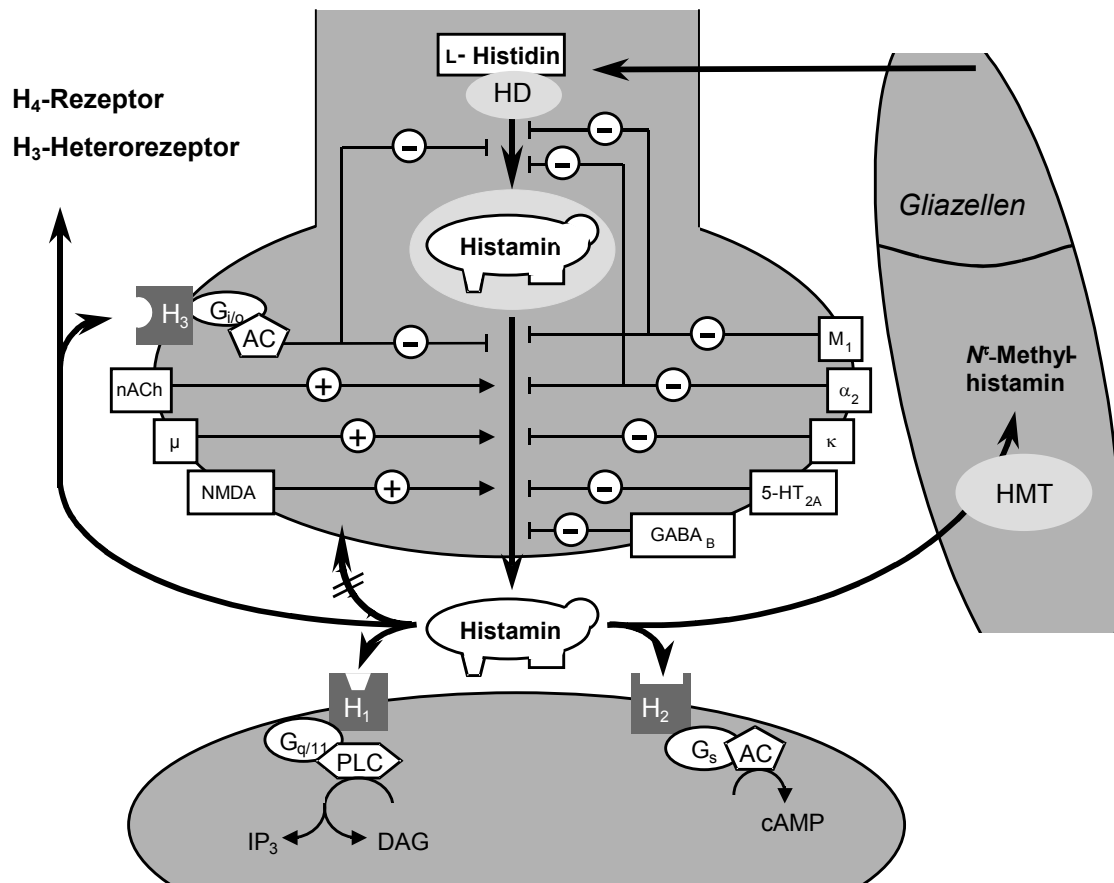 L- Histidin
HD
H₄-Rezeptor
H₃-Heterorezeptor
−
−
−
Gliazellen
Histamin
H₃
Gi/o
AC
−
−
M₁
nACh
+
−
α₂
Nτ-Methyl-
histamin
μ
+
−
κ
NMDA
+
−
5-HT₂A
HMT
−
GABA B
Histamin
H₁
H₂
Gq/11
PLC
Gs
AC
cAMP
IP₃
DAG